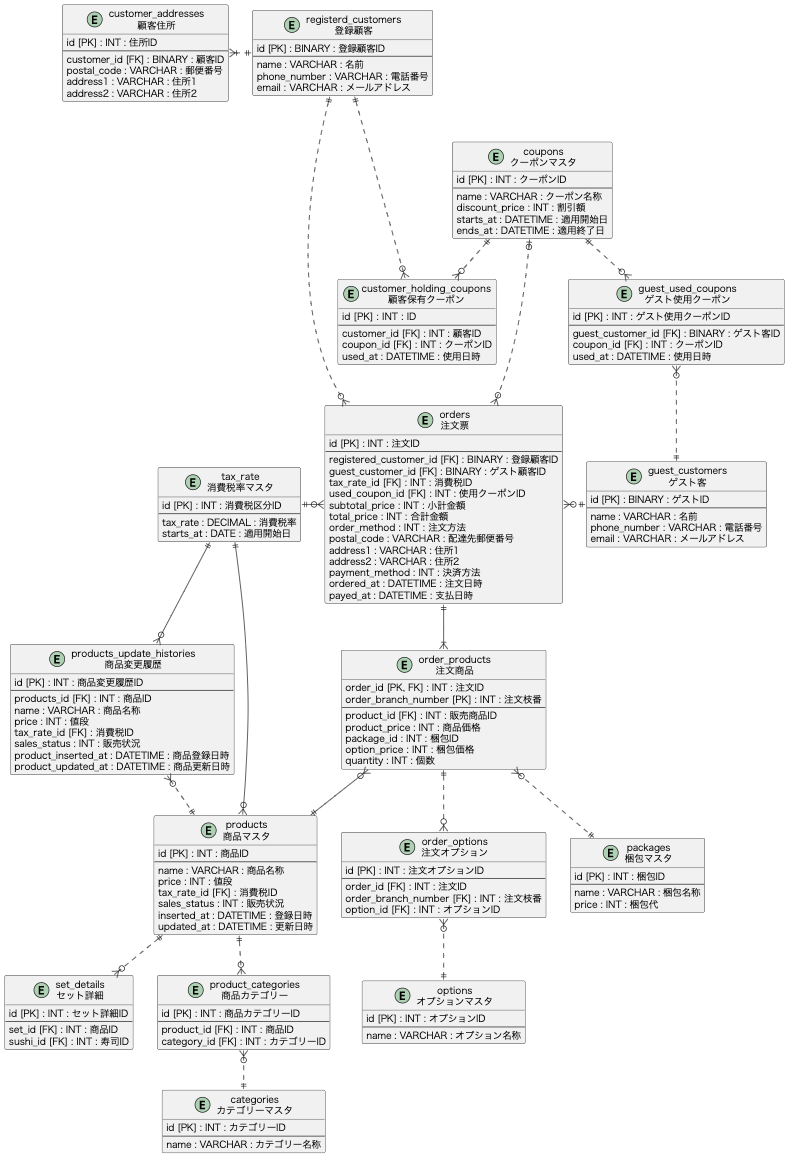 E
customer_addresses
顧客住所
id [PK] : INT : 住所ID
customer_id [FK] : BINARY : 顧客ID
postal_code : VARCHAR : 郵便番号
address1 : VARCHAR : 住所1
address2 : VARCHAR : 住所2
E
registerd_customers
登録顧客
id [PK] : BINARY : 登録顧客ID
name : VARCHAR : 名前
phone_number : VARCHAR : 電話番号
email : VARCHAR : メールアドレス
E
coupons
クーポンマスタ
id [PK] : INT : クーポンID
name : VARCHAR : クーポン名称
discount_price : INT : 割引額
starts_at : DATETIME : 適用開始日
ends_at : DATETIME : 適用終了日
E
customer_holding_coupons
顧客保有クーポン
id [PK] : INT : ID
customer_id [FK] : INT : 顧客ID
coupon_id [FK] : INT : クーポンID
used_at : DATETIME : 使用日時
E
guest_used_coupons
ゲスト使用クーポン
id [PK] : INT : ゲスト使用クーポンID
guest_customer_id [FK] : BINARY : ゲスト客ID
coupon_id [FK] : INT : クーポンID
used_at : DATETIME : 使用日時
E
orders
注文票
id [PK] : INT : 注文ID
registered_customer_id [FK] : BINARY : 登録顧客ID
guest_customer_id [FK] : BINARY : ゲスト顧客ID
tax_rate_id [FK] : INT : 消費税ID
used_coupon_id [FK] : INT : 使用クーポンID
subtotal_price : INT : 小計金額
total_price : INT : 合計金額
order_method : INT : 注文方法
postal_code : VARCHAR : 配達先郵便番号
address1 : VARCHAR : 住所1
address2 : VARCHAR : 住所2
payment_method : INT : 決済方法
ordered_at : DATETIME : 注文日時
payed_at : DATETIME : 支払日時
E
tax_rate
消費税率マスタ
id [PK] : INT : 消費税区分ID
tax_rate : DECIMAL : 消費税率
starts_at : DATE : 適用開始日
E
guest_customers
ゲスト客
id [PK] : BINARY : ゲストID
name : VARCHAR : 名前
phone_number : VARCHAR : 電話番号
email : VARCHAR : メールアドレス
E
products_update_histories
商品変更履歴
id [PK] : INT : 商品変更履歴ID
products_id [FK] : INT : 商品ID
name : VARCHAR : 商品名称
price : INT : 値段
tax_rate_id [FK] : 消費税ID
sales_status : INT : 販売状況
product_inserted_at : DATETIME : 商品登録日時
product_updated_at : DATETIME : 商品更新日時
E
order_products
注文商品
order_id [PK, FK] : INT : 注文ID
order_branch_number [PK] : INT : 注文枝番
product_id [FK] : INT : 販売商品ID
product_price : INT : 商品価格
package_id : INT : 梱包ID
option_price : INT : 梱包価格
quantity : INT : 個数
E
products
商品マスタ
id [PK] : INT : 商品ID
name : VARCHAR : 商品名称
price : INT : 値段
tax_rate_id [FK] : 消費税ID
sales_status : INT : 販売状況
inserted_at : DATETIME : 登録日時
updated_at : DATETIME : 更新日時
E
order_options
注文オプション
id [PK] : INT : 注文オプションID
order_id [FK] : INT : 注文ID
order_branch_number [FK] : INT : 注文枝番
option_id [FK] : INT : オプションID
E
packages
梱包マスタ
id [PK] : INT : 梱包ID
name : VARCHAR : 梱包名称
price : INT : 梱包代
E
set_details
セット詳細
id [PK] : INT : セット詳細ID
set_id [FK] : INT : 商品ID
sushi_id [FK] : INT : 寿司ID
E
product_categories
商品カテゴリー
id [PK] : INT : 商品カテゴリーID
product_id [FK] : INT : 商品ID
category_id [FK] : INT : カテゴリーID
E
options
オプションマスタ
id [PK] : INT : オプションID
name : VARCHAR : オプション名称
E
categories
カテゴリーマスタ
id [PK] : INT : カテゴリーID
name : VARCHAR : カテゴリー名称